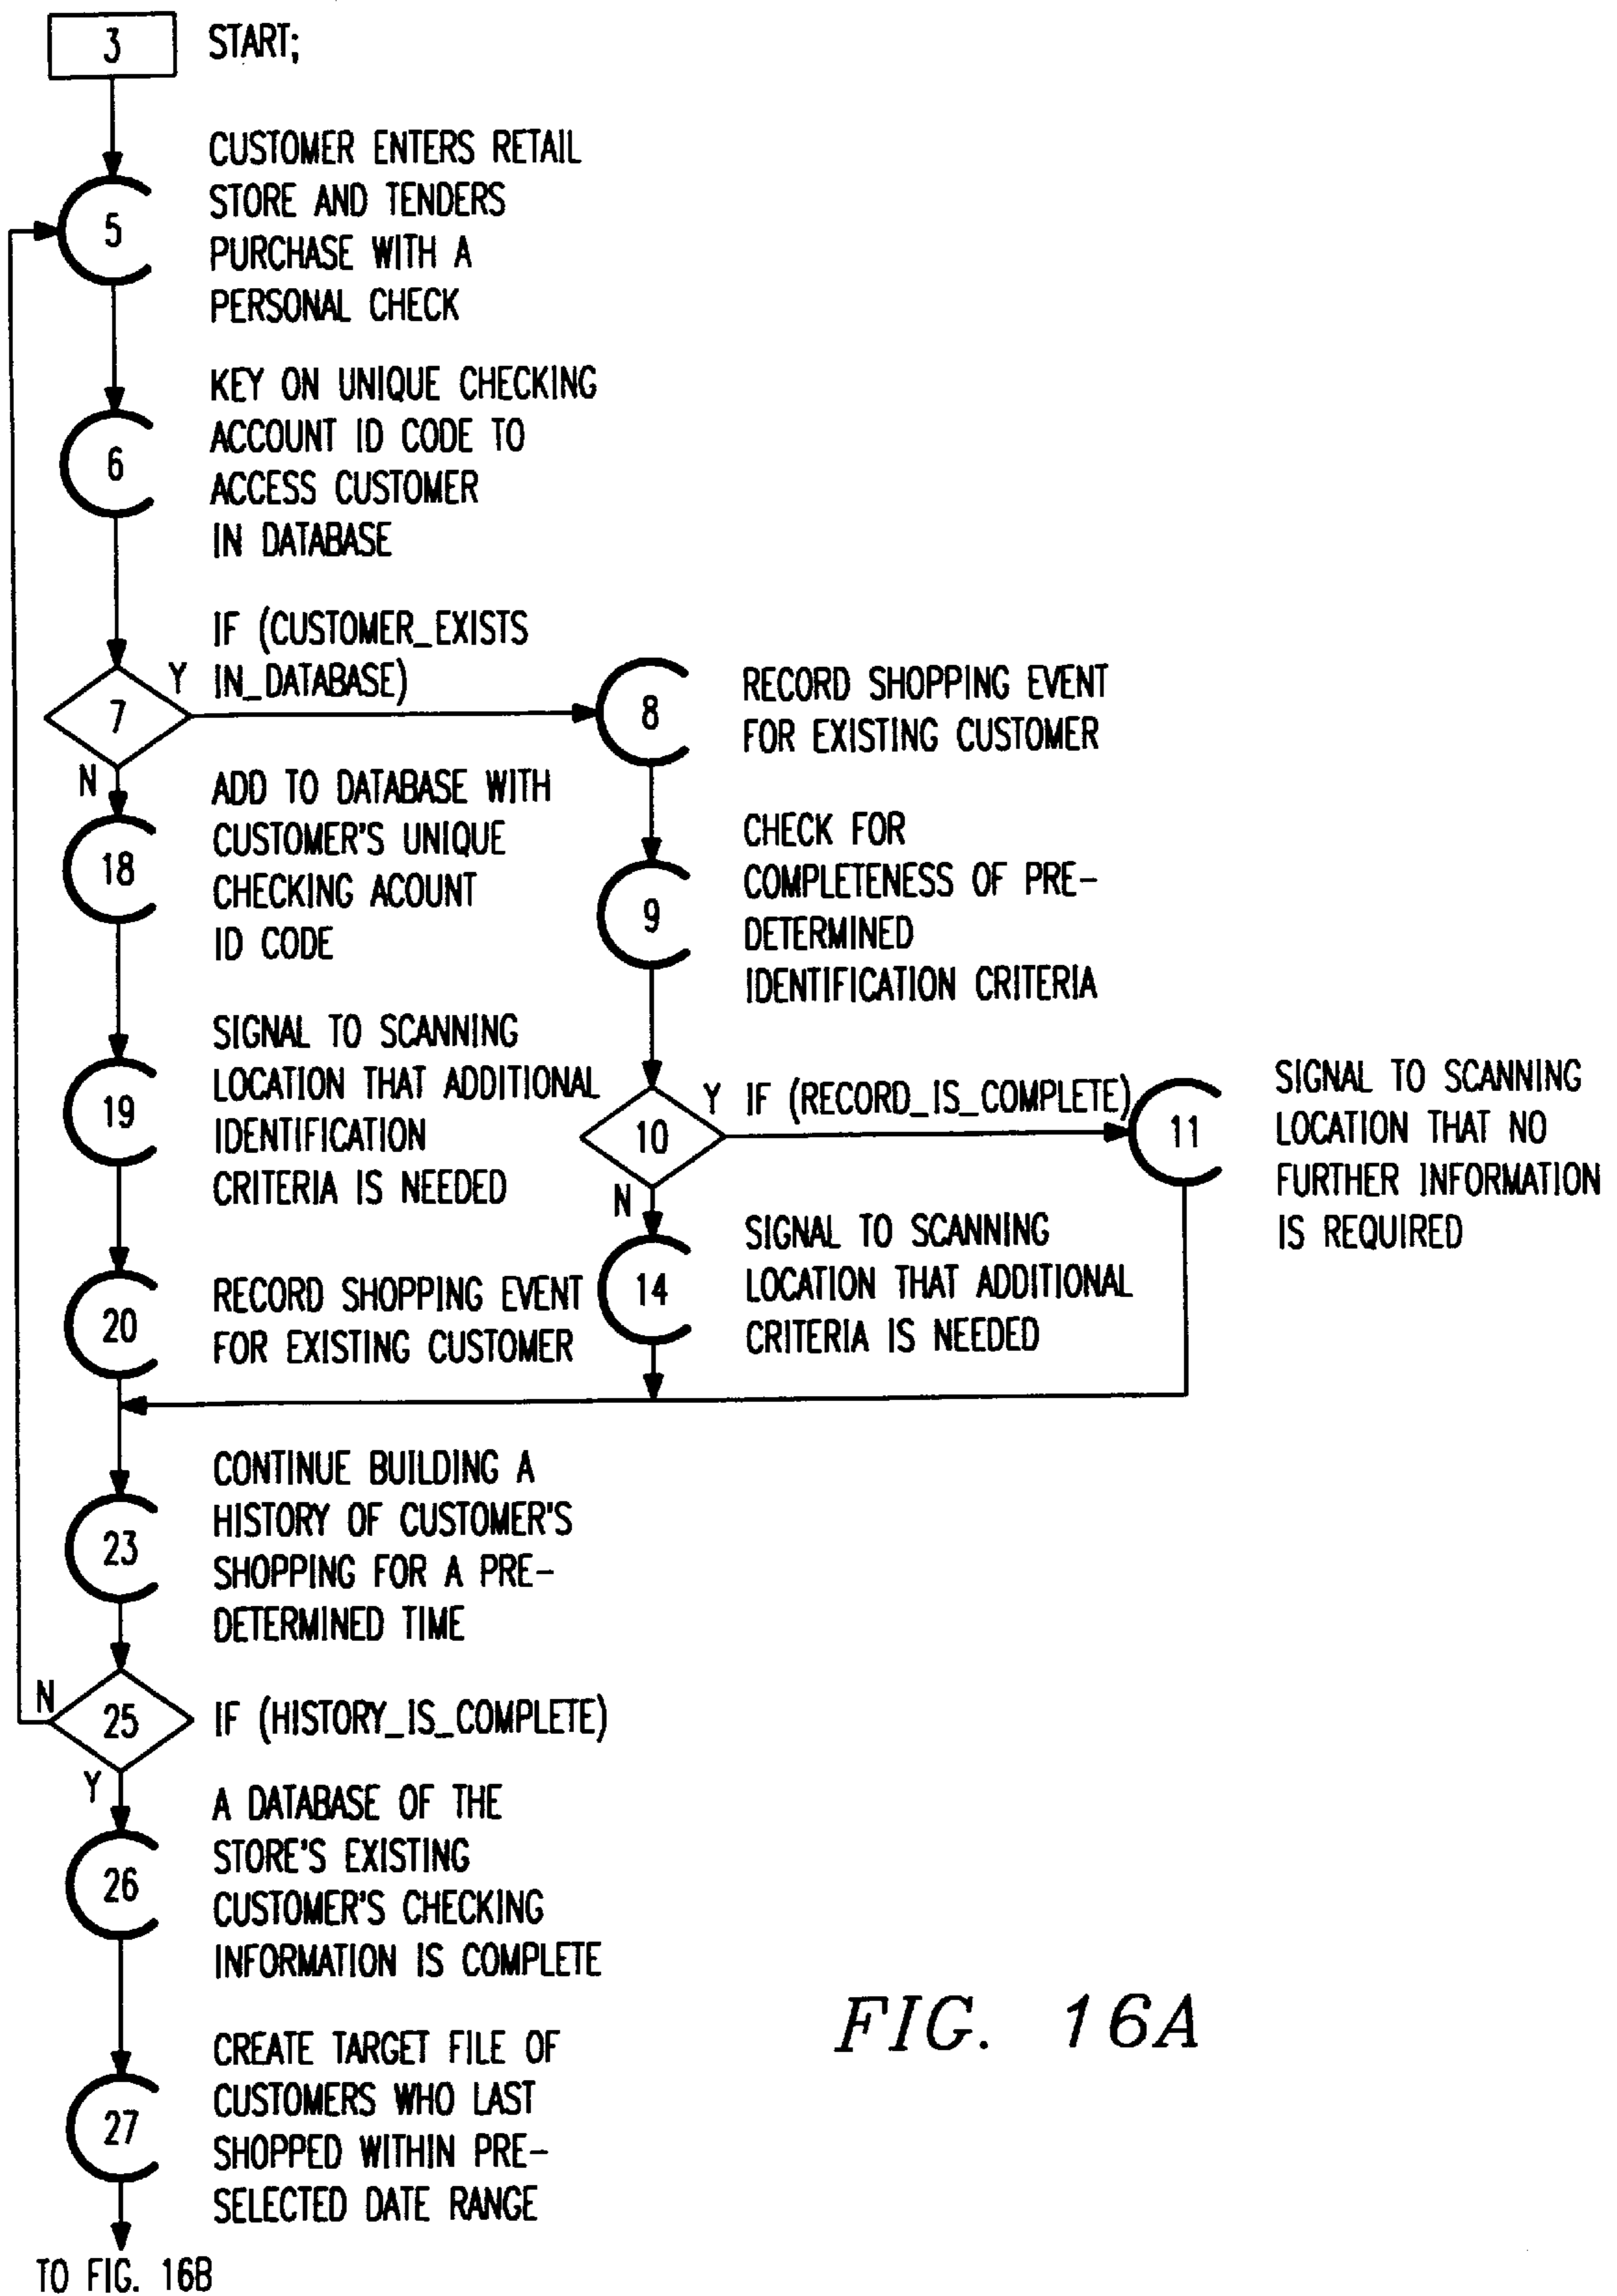 3 START;
CUSTOMER ENTERS RETAIL
STORE AND TENDERS
PURCHASE WITH A
PERSONAL CHECK
5
KEY ON UNIQUE CHECKING
ACCOUNT ID CODE TO
ACCESS CUSTOMER
IN DATABASE
6
IF (CUSTOMER_EXISTS
IN_DATABASE)
Y
7
N
RECORD SHOPPING EVENT
FOR EXISTING CUSTOMER
8
ADD TO DATABASE WITH
CUSTOMER'S UNIQUE
CHECKING ACOUNT
ID CODE
18
CHECK FOR
COMPLETENESS OF PRE-
DETERMINED
IDENTIFICATION CRITERIA
9
SIGNAL TO SCANNING
LOCATION THAT ADDITIONAL
IDENTIFICATION
CRITERIA IS NEEDED
19
Y IF (RECORD_IS_COMPLETE)
10
N
SIGNAL TO SCANNING
LOCATION THAT NO
FURTHER INFORMATION
IS REQUIRED
11
RECORD SHOPPING EVENT
FOR EXISTING CUSTOMER
20
SIGNAL TO SCANNING
LOCATION THAT ADDITIONAL
CRITERIA IS NEEDED
14
CONTINUE BUILDING A
HISTORY OF CUSTOMER'S
SHOPPING FOR A PRE-
DETERMINED TIME
23
N
25 IF (HISTORY_IS_COMPLETE)
Y
A DATABASE OF THE
STORE'S EXISTING
CUSTOMER'S CHECKING
INFORMATION IS COMPLETE
26
CREATE TARGET FILE OF
CUSTOMERS WHO LAST
SHOPPED WITHIN PRE-
SELECTED DATE RANGE
27
TO FIG. 16B
FIG. 16A